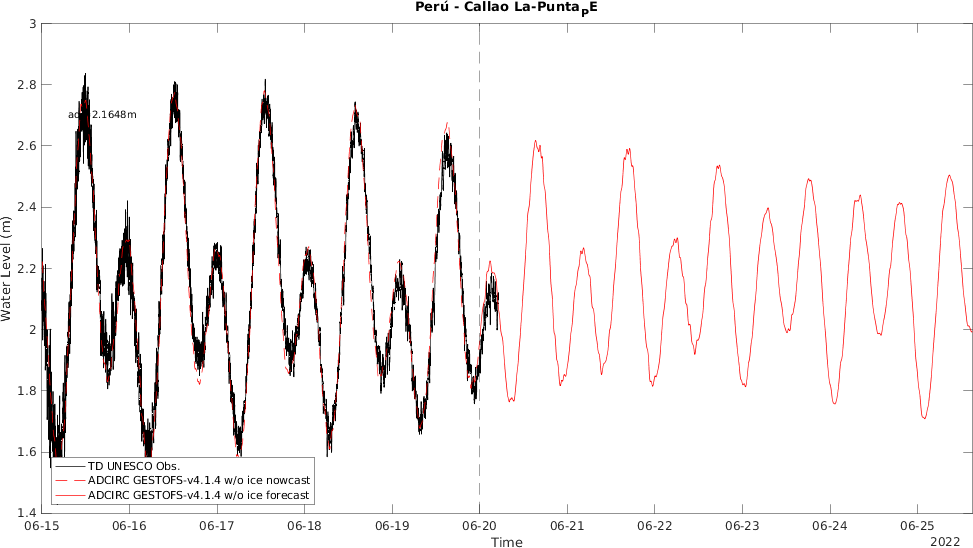 Perú - Callao La-PuntaPE
3
2.8
2.6
2.4
2.2
2
1.8
1.6
1.4
Water Level (m)
2.1648m
TD UNESCO Obs.
ADCIRC GESTOFS-v4.1.4 w/o ice nowcast
ADCIRC GESTOFS-v4.1.4 w/o ice forecast
06-15 06-16 06-17 06-18 06-19 06-20 06-21 06-22 06-23 06-24 06-25
Time
2022